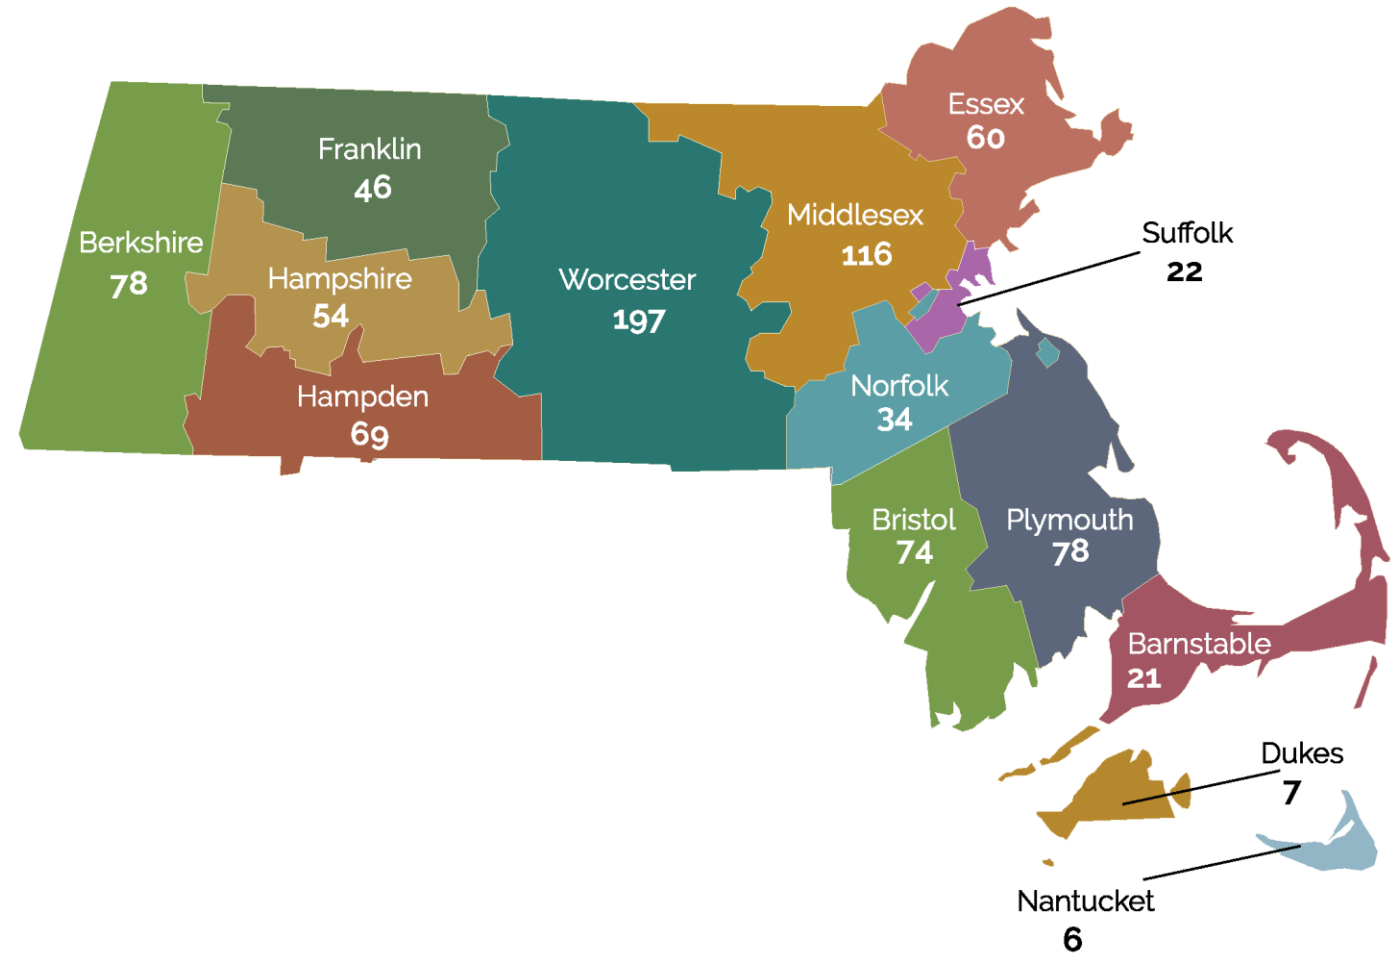 Essex
60
Franklin
46
Middlesex
116
Suffolk
22
Berkshire
78
Hampshire
54
Worcester
197
Norfolk
34
Hampden
69
Bristol
74
Plymouth
78
Barnstable
21
Dukes
7
Nantucket
6